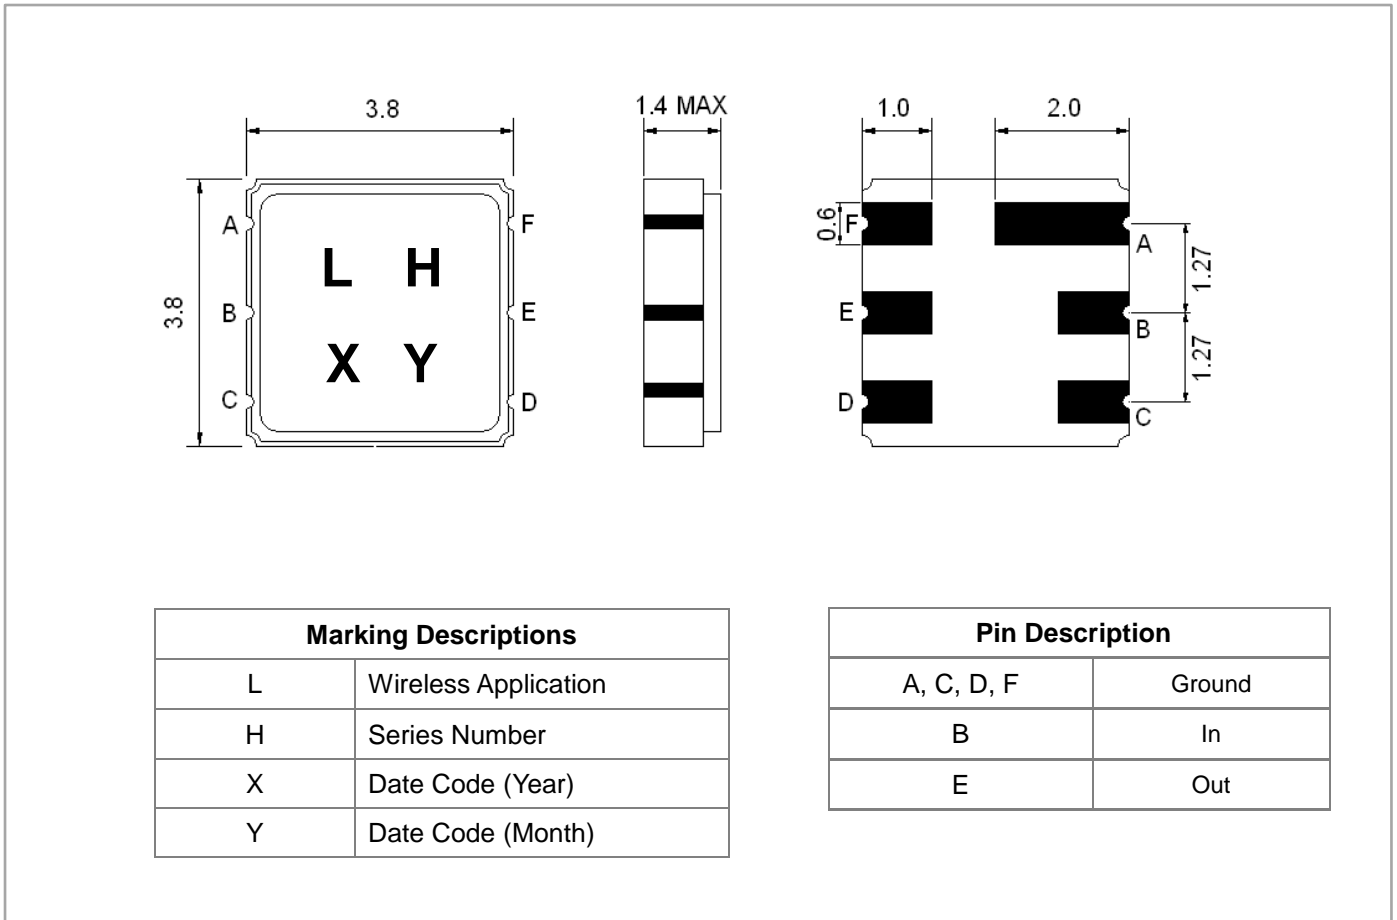 3.8 1.4 MAX 1.0 2.0
A F 0.6 F A
L H
3.8 B E E B 1.27
X Y 1.27
C D D C
Marking Descriptions
L Wireless Application
H Series Number
X Date Code (Year)
Y Date Code (Month)
Pin Description
A, C, D, F Ground
B In
E Out